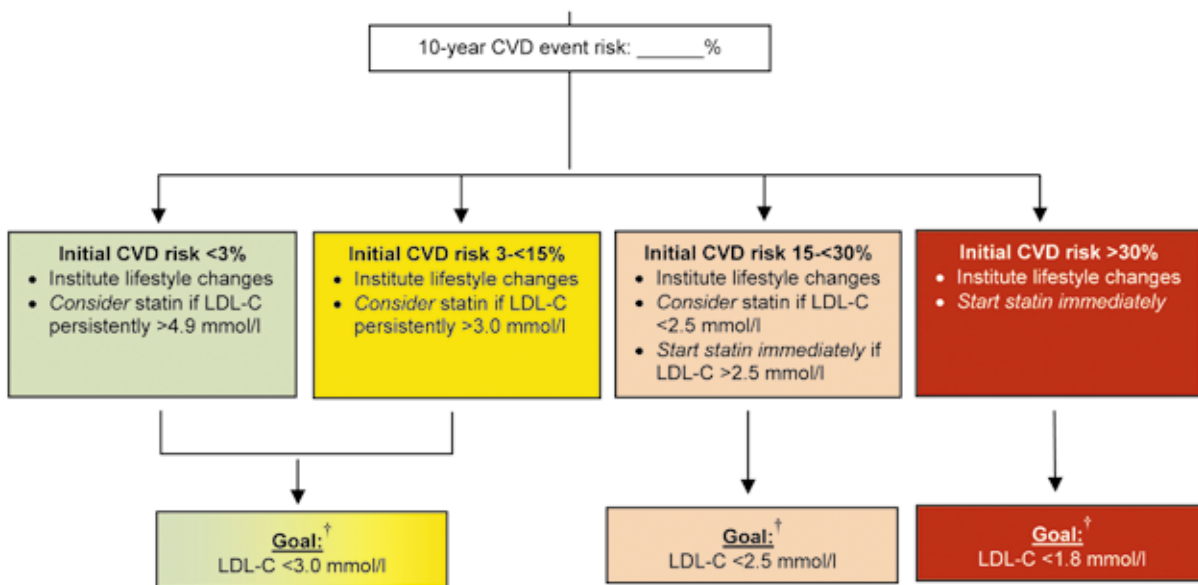 10-year CVD event risk: ______%
Initial CVD risk <3%
• Institute lifestyle changes
• Consider statin if LDL-C
persistently >4.9 mmol/l
Initial CVD risk 3-<15%
• Institute lifestyle changes
• Consider statin if LDL-C
persistently >3.0 mmol/l
Initial CVD risk 15-<30%
• Institute lifestyle changes
• Consider statin if LDL-C
<2.5 mmol/l
• Start statin immediately if
LDL-C >2.5 mmol/l
Initial CVD risk >30%
• Institute lifestyle changes
• Start statin immediately
Goal:†
LDL-C <3.0 mmol/l
Goal:†
LDL-C <2.5 mmol/l
Goal:†
LDL-C <1.8 mmol/l